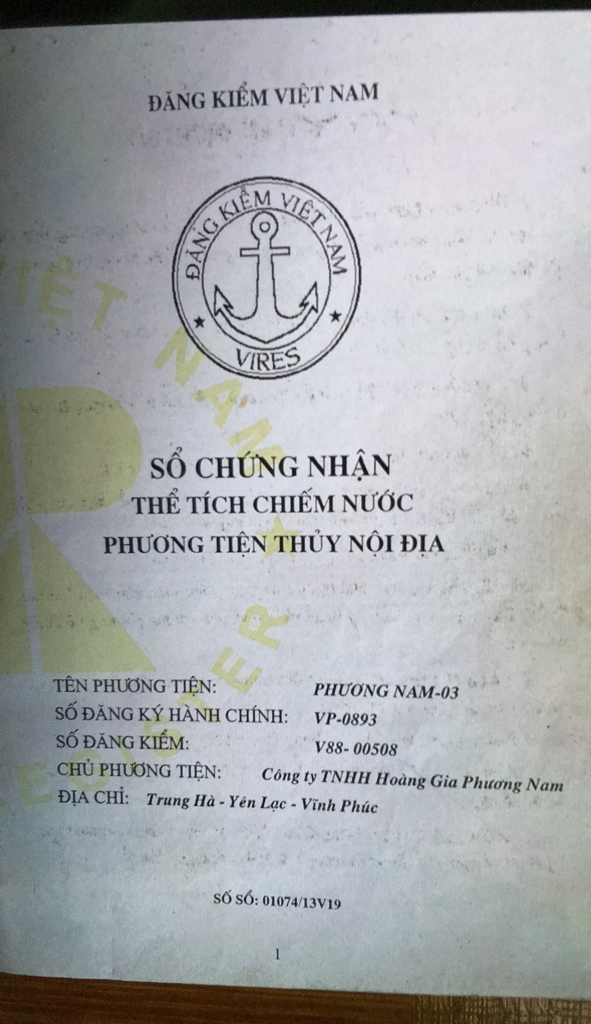 ĐĂNG KIỂM VIỆT NAM
ĐĂNG KIỂM VIỆT NAM
VIRES
VIỆT NAM
REGISTER
SỔ CHỨNG NHẬN
THỂ TÍCH CHIẾM NƯỚC
PHƯƠNG TIỆN THỦY NỘI ĐỊA
TÊN PHƯƠNG TIỆN: PHƯƠNG NAM-03
SỐ ĐĂNG KÝ HÀNH CHÍNH: VP-0893
SỐ ĐĂNG KIỂM: V88- 00508
CHỦ PHƯƠNG TIỆN: Công ty TNHH Hoàng Gia Phương Nam
ĐỊA CHỈ: Trung Hà - Yên Lạc - Vĩnh Phúc
SỐ SỔ: 01074/13V19
1